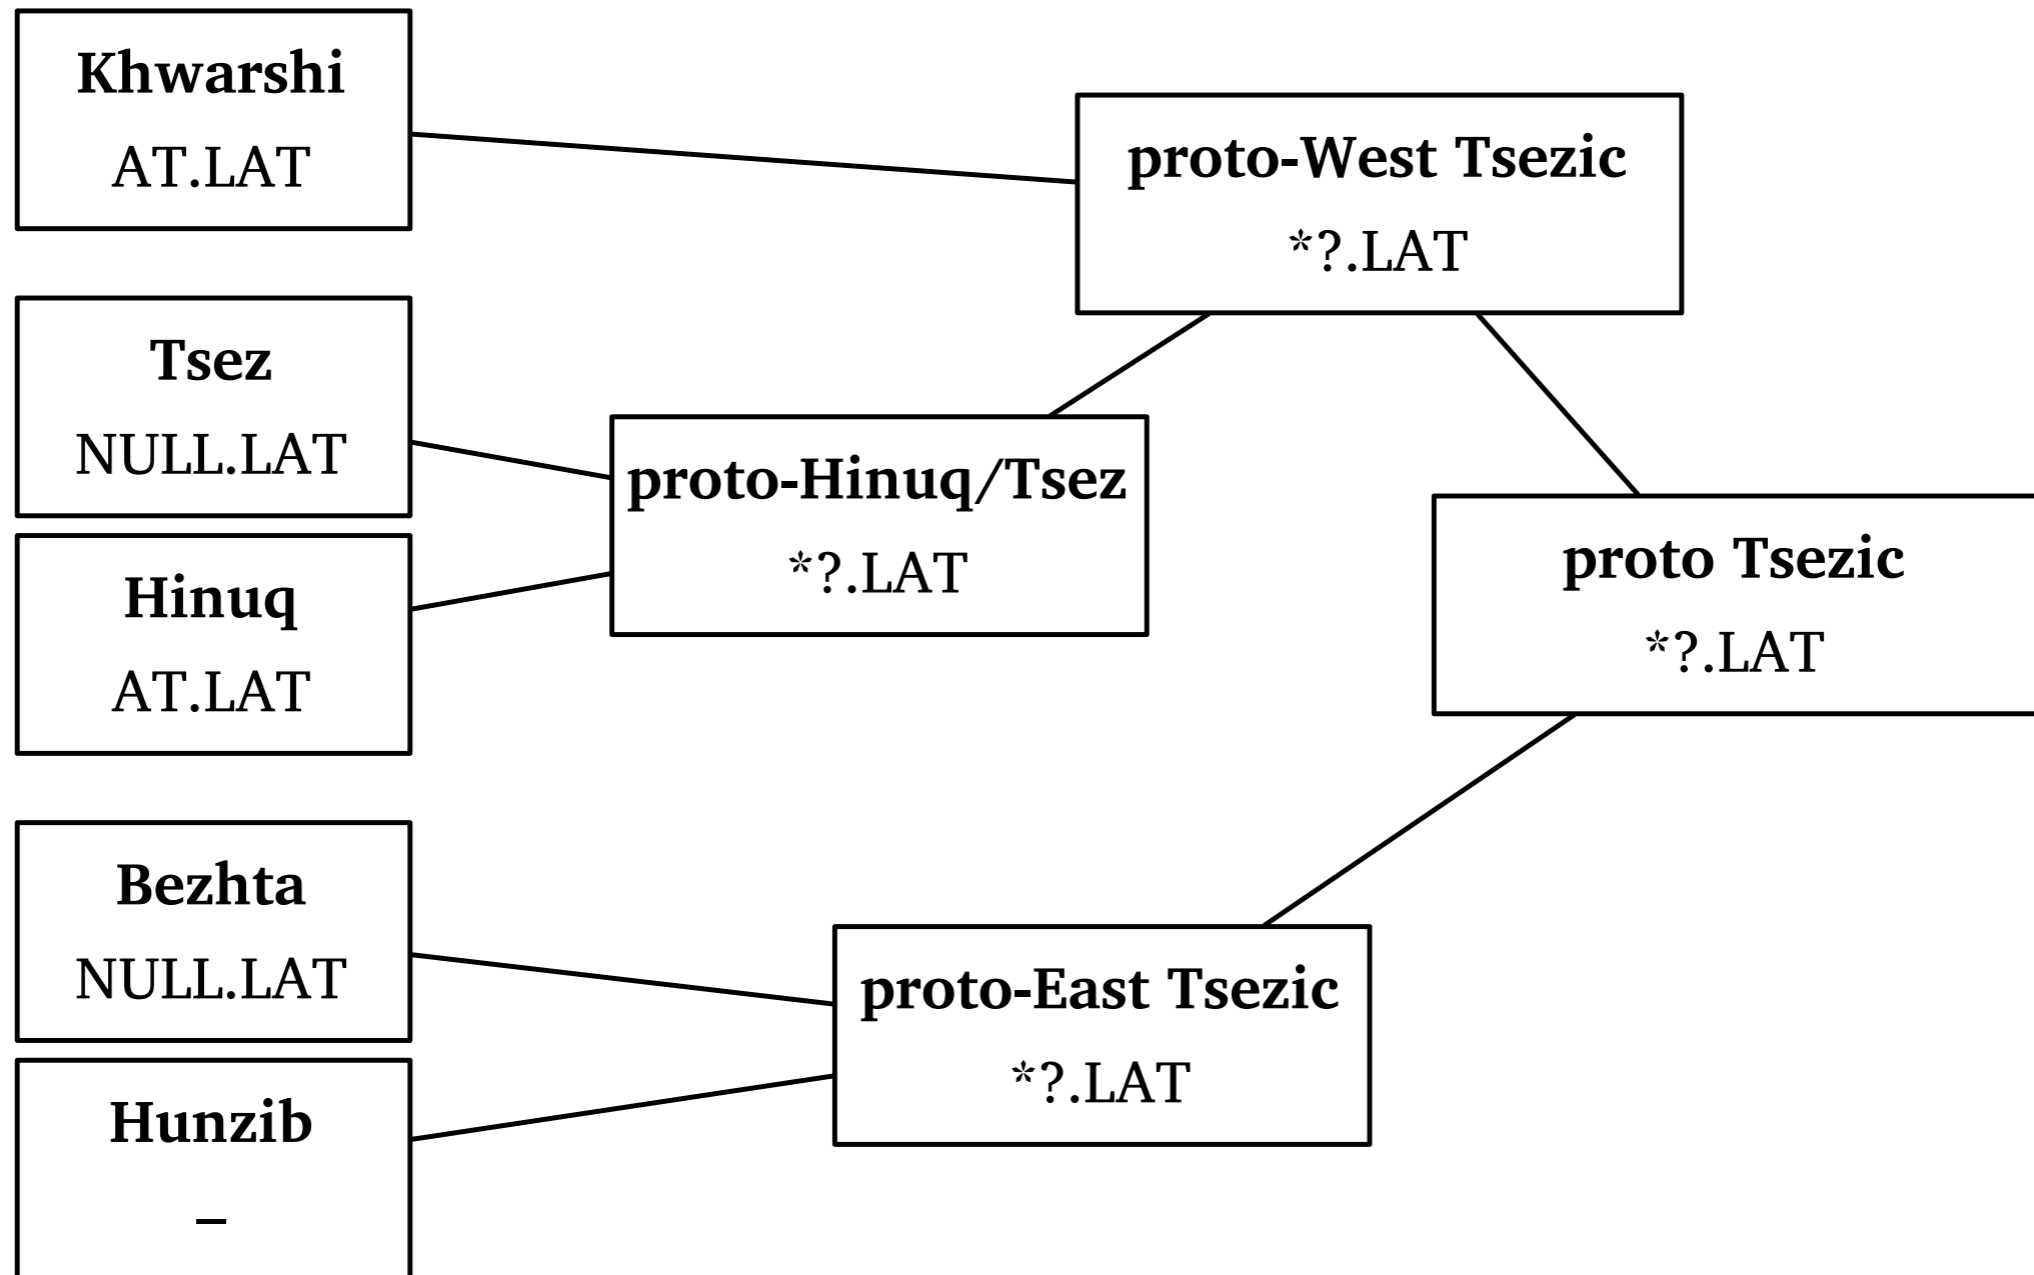 Khwarshi
AT.LAT
proto-West Tsezic
*?.LAT
Tsez
NULL.LAT
proto-Hinuq/Tsez
*?.LAT
Hinuq
AT.LAT
proto Tsezic
*?.LAT
Bezhta
NULL.LAT
proto-East Tsezic
*?.LAT
Hunzib
–